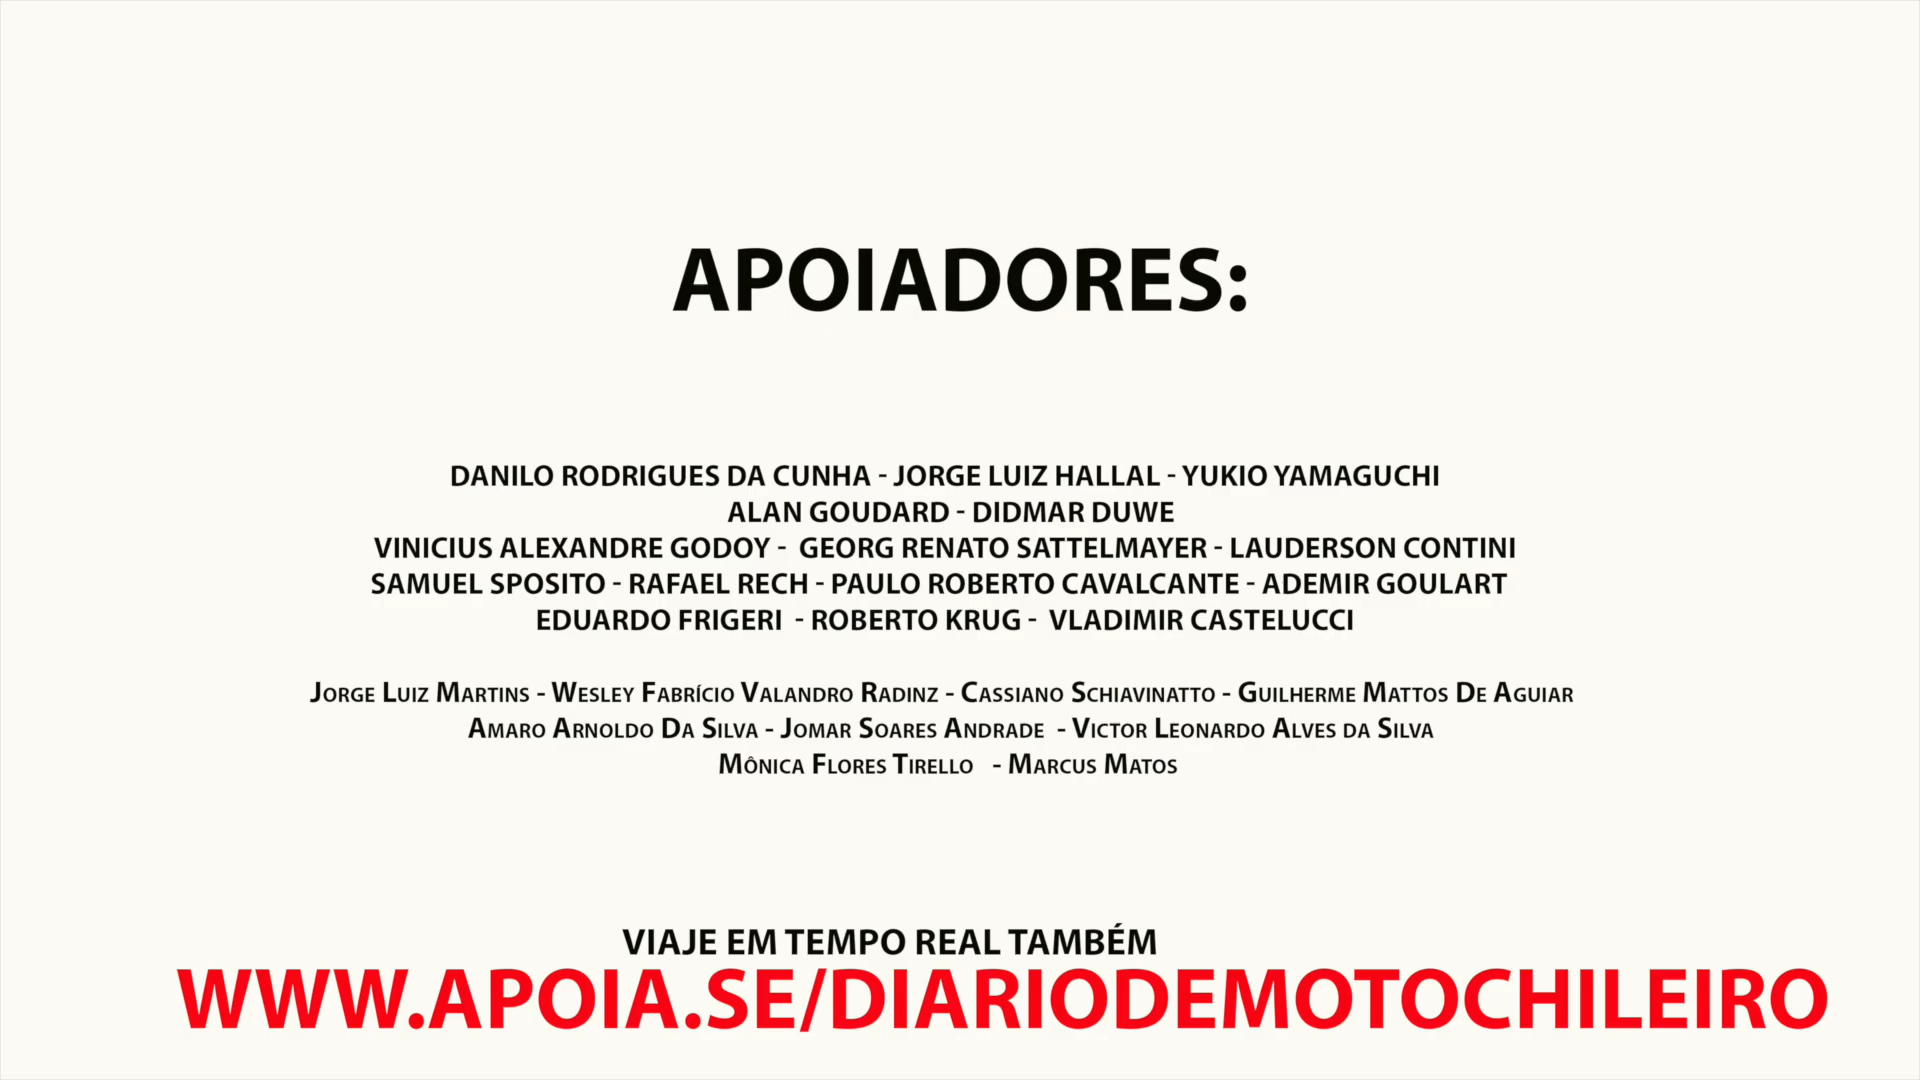 APOIADORES:
DANILO RODRIGUES DA CUNHA - JORGE LUIZ HALLAL - YUKIO YAMAGUCHI
ALAN GOUDARD - DIDMAR DUWE
VINICIUS ALEXANDRE GODOY - GEORG RENATO SATTELMAYER - LAUDERSON CONTINI
SAMUEL SPOSITO - RAFAEL RECH - PAULO ROBERTO CAVALCANTE - ADEMIR GOULART
EDUARDO FRIGERI - ROBERTO KRUG - VLADIMIR CASTELUCCI
Jorge Luiz Martins - Wesley Fabrício Valandro Radinz - Cassiano Schiavinatto - Guilherme Mattos De Aguiar
Amaro Arnoldo Da Silva - Jomar Soares Andrade - Victor Leonardo Alves da Silva
Mônica Flores Tirello - Marcus Matos
VIAJE EM TEMPO REAL TAMBÉM
WWW.APOIA.SE/DIARIODEMOTOCHILEIRO